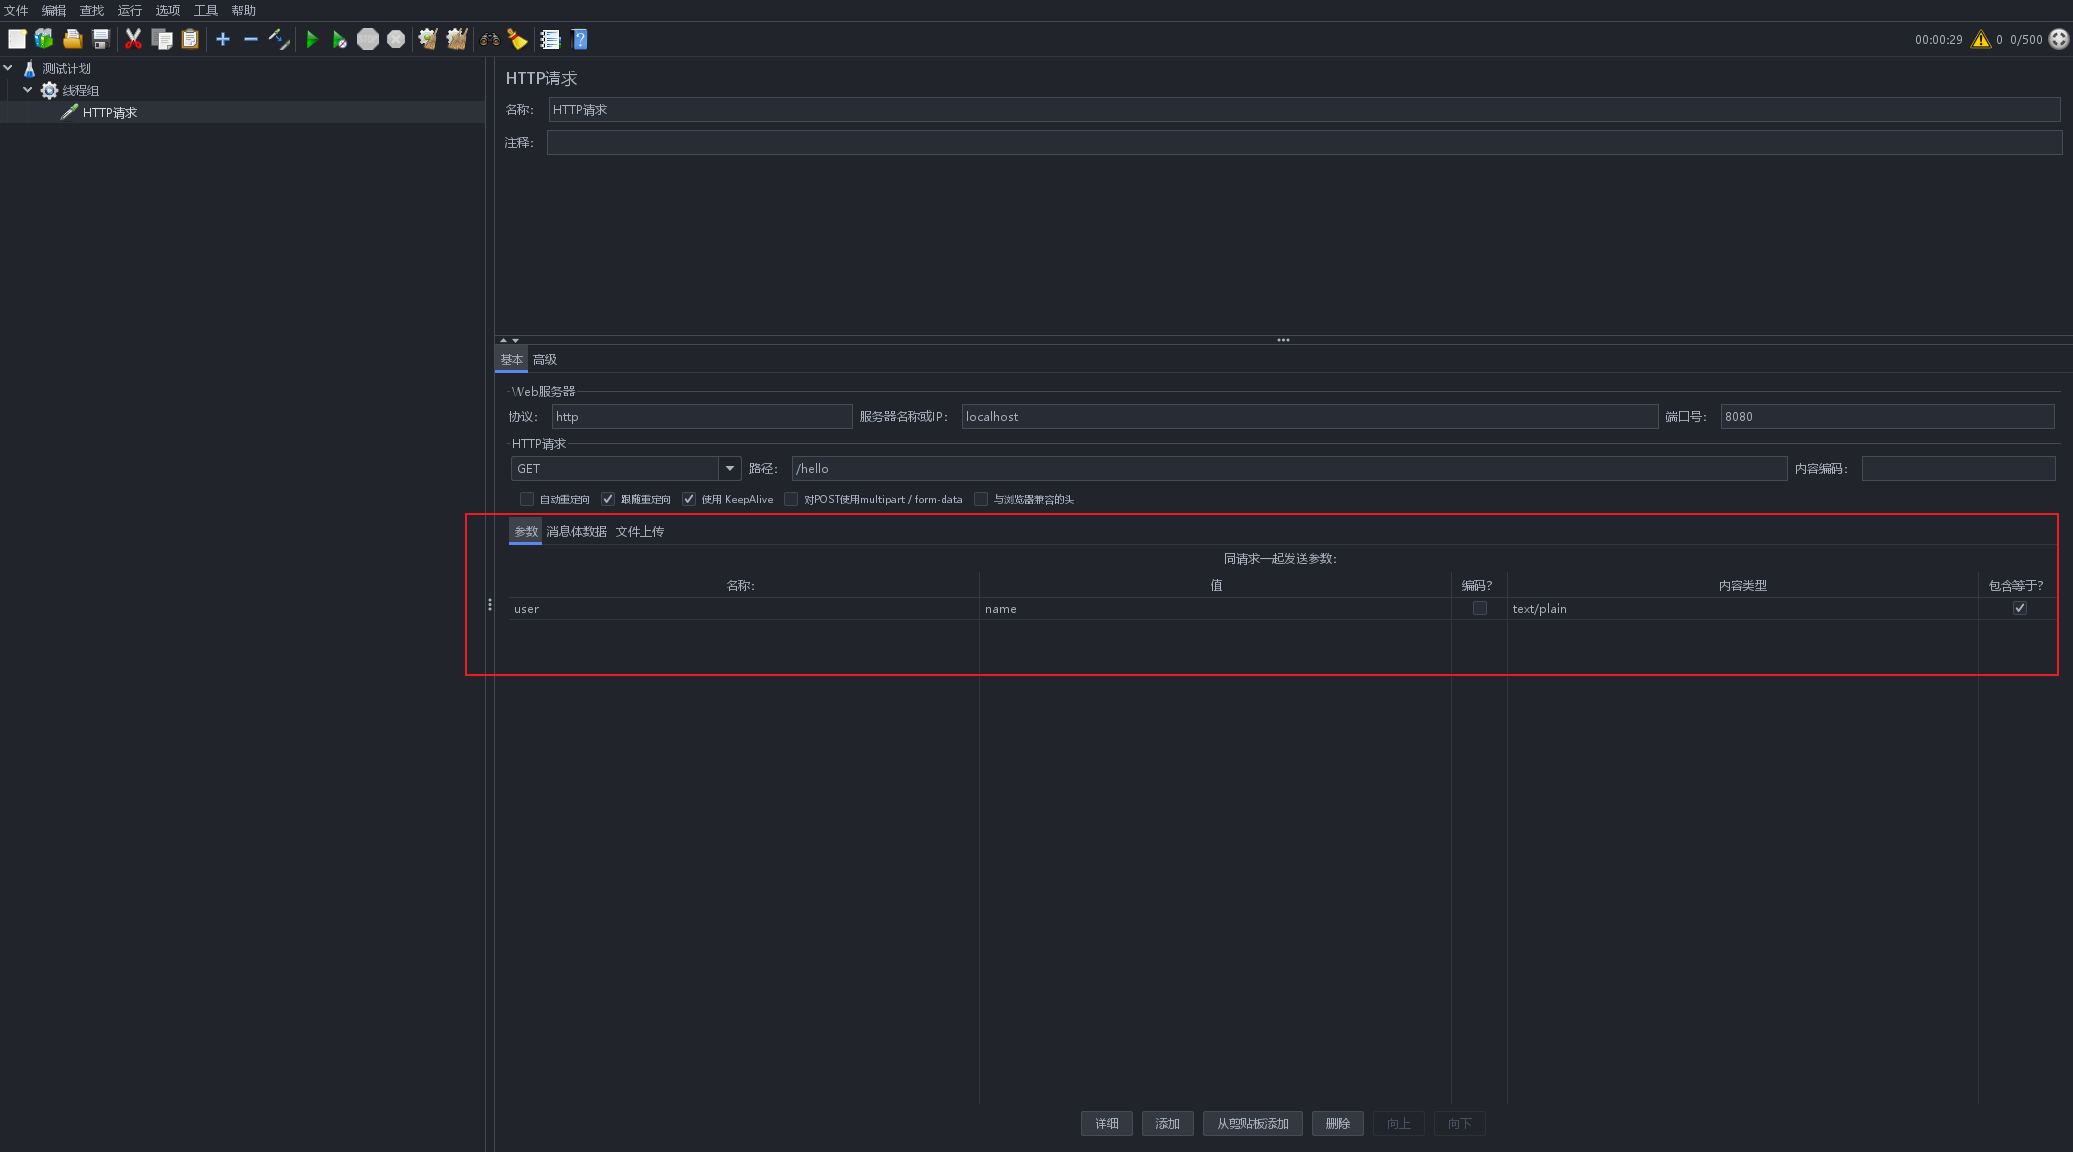 文件 编辑 查找 运行 选项 工具 帮助
00:00:29 0 0/500
测试计划
线程组
HTTP请求
HTTP请求
名称: HTTP请求
注释:
基本 高级
Web服务器
协议: http 服务器名称或IP: localhost 端口号: 8080
HTTP请求
GET 路径: /hello 内容编码:
自动重定向 跟随重定向 使用 KeepAlive 对POST使用multipart / form-data 与浏览器兼容的头
参数 消息体数据 文件上传
同请求一起发送参数:
名称: 值 编码? 内容类型 包含等于?
user name text/plain
详细 添加 从剪贴板添加 删除 向上 向下